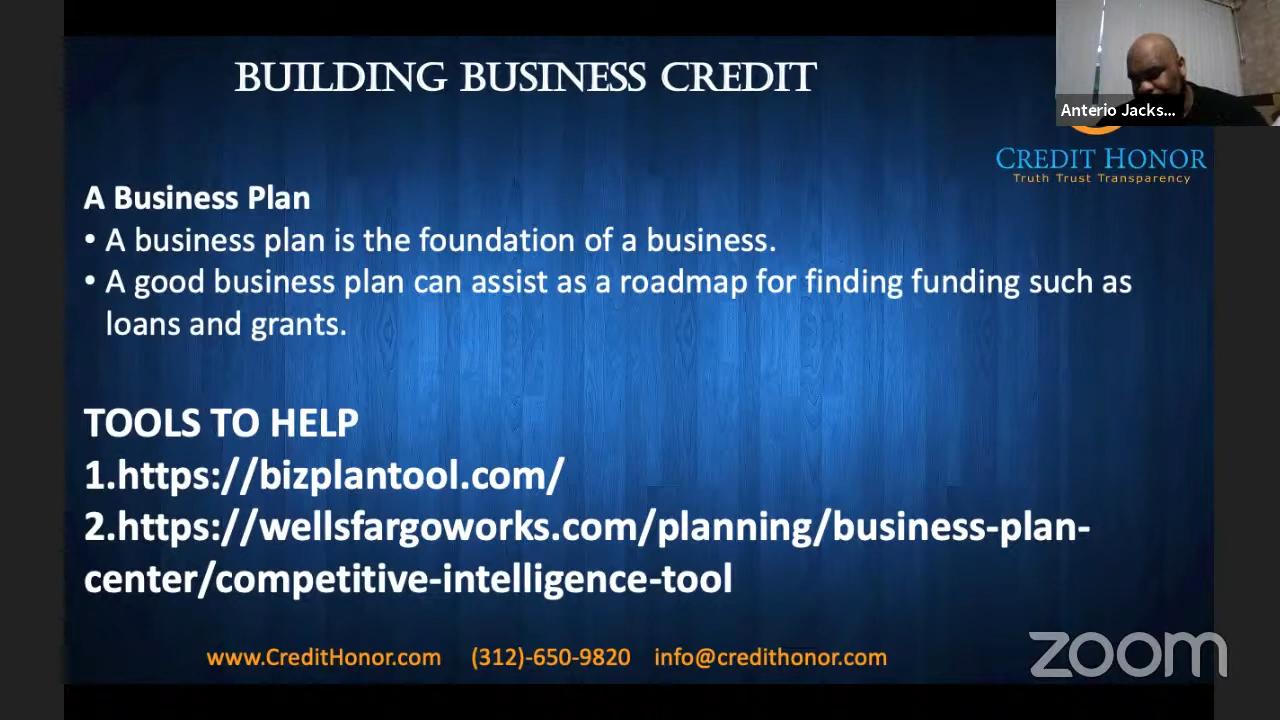 BUILDING BUSINESS CREDIT
Anterio Jacks...
CREDIT HONOR
Truth Trust Transparency
A Business Plan
• A business plan is the foundation of a business.
• A good business plan can assist as a roadmap for finding funding such as
loans and grants.
TOOLS TO HELP
1.https://bizplantool.com/
2.https://wellsfargoworks.com/planning/business-plan-
center/competitive-intelligence-tool
www.CreditHonor.com (312)-650-9820 info@credithonor.com
zoom